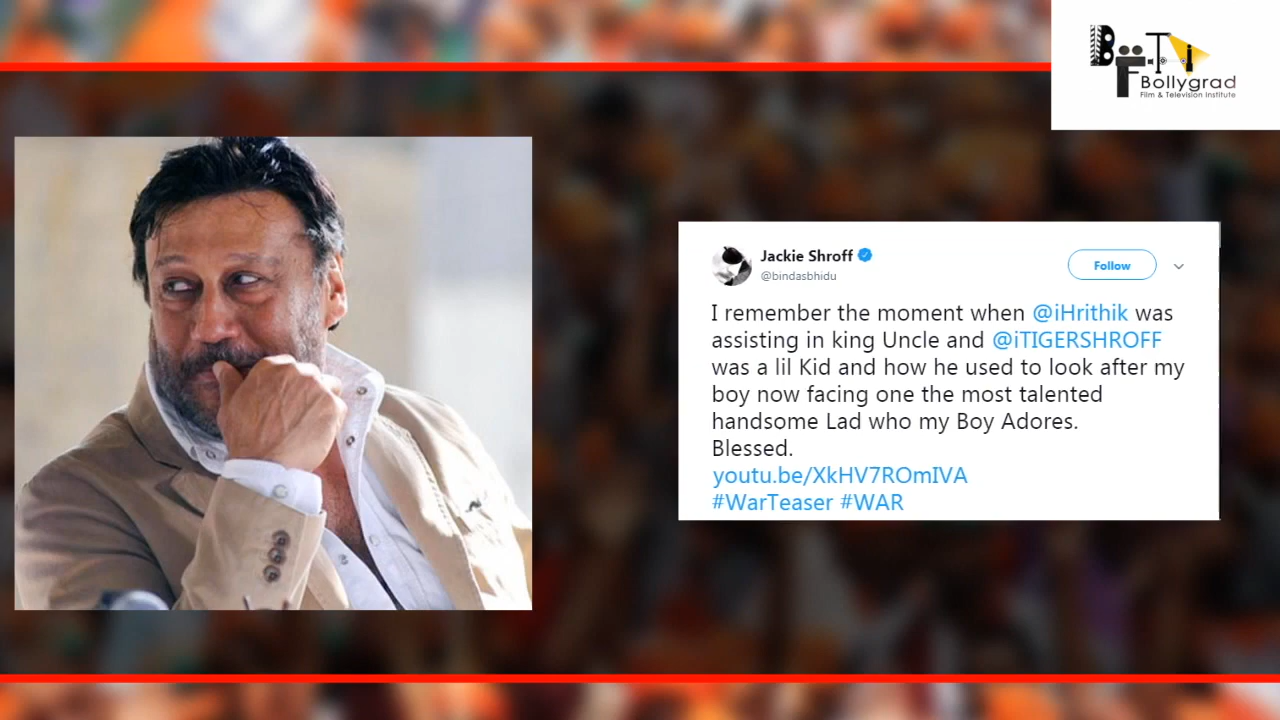 BFTI
Bollygrad
Film & Television Institute
Jackie Shroff
@bindasbhidu
Follow
I remember the moment when @iHrithik was
assisting in king Uncle and @iTIGERSHROFF
was a lil Kid and how he used to look after my
boy now facing one the most talented
handsome Lad who my Boy Adores.
Blessed.
youtu.be/XkHV7ROmIVA
#WarTeaser #WAR